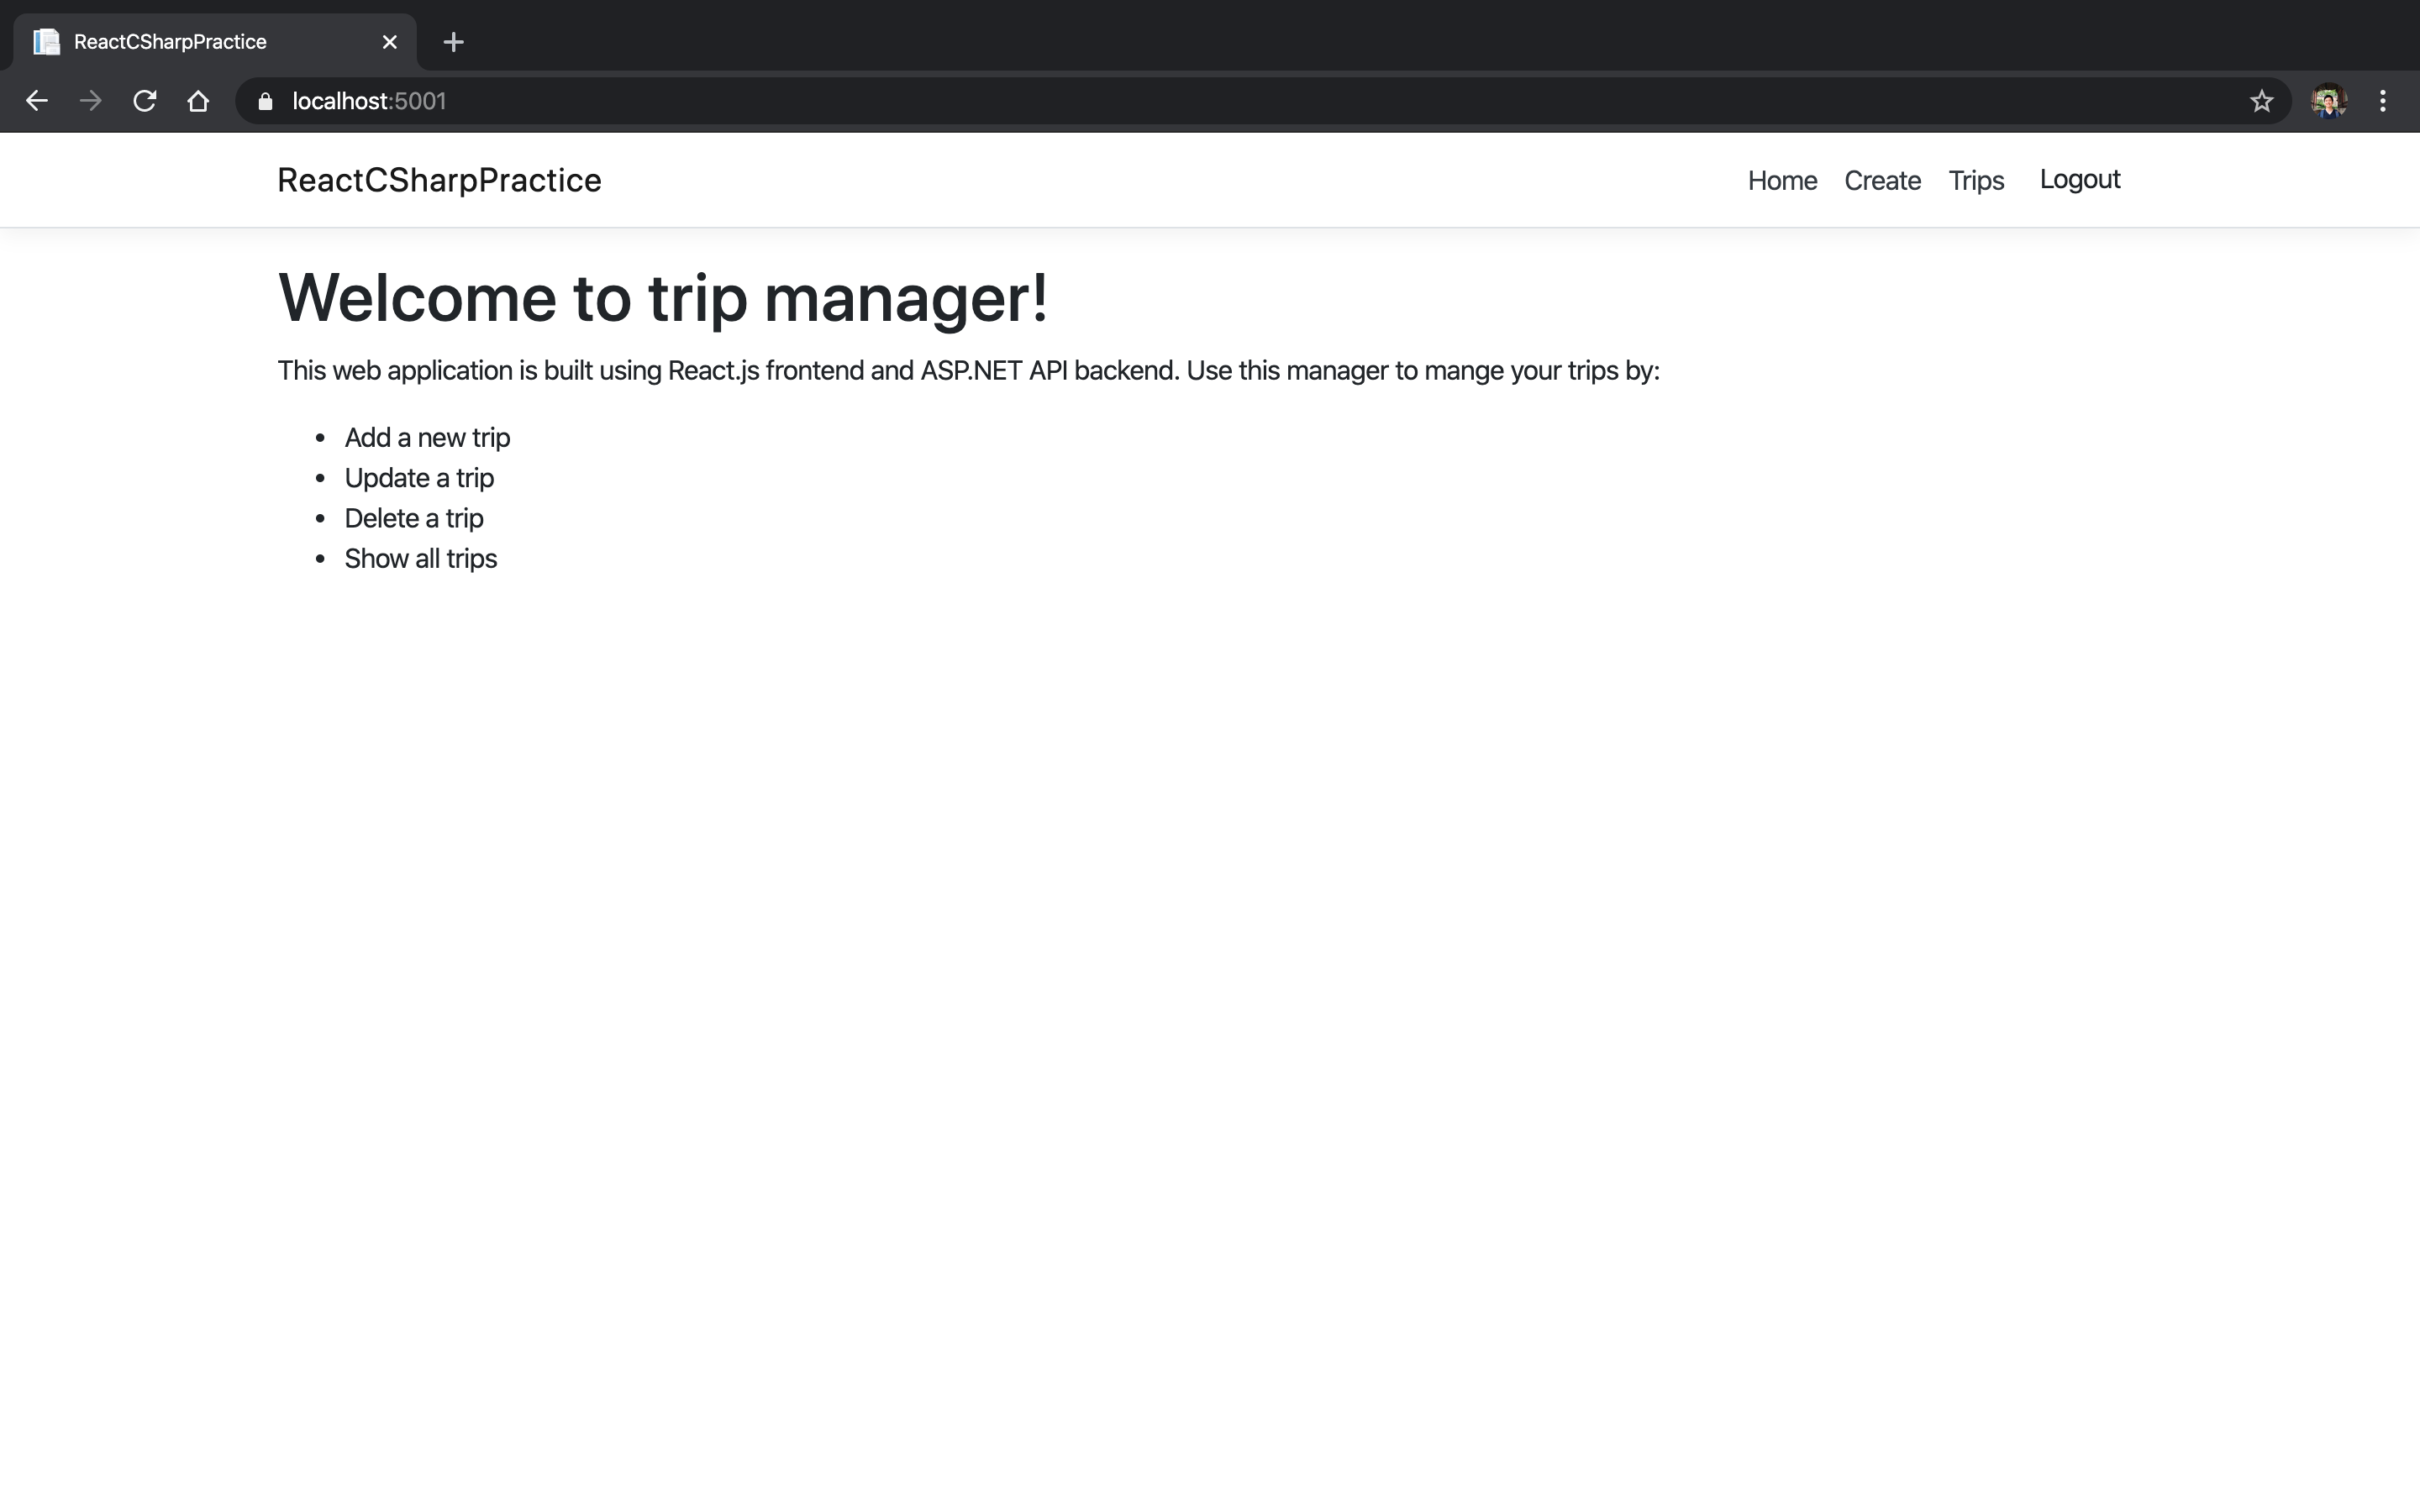 ReactCSharpPractice
localhost:5001
ReactCSharpPractice Home Create Trips Logout
Welcome to trip manager!
This web application is built using React.js frontend and ASP.NET API backend. Use this manager to mange your trips by:
• Add a new trip
• Update a trip
• Delete a trip
• Show all trips